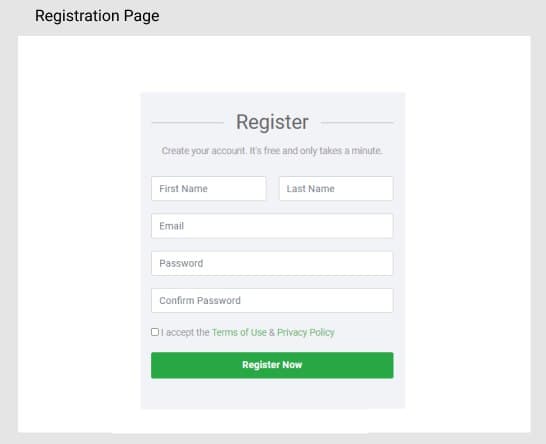 Registration Page
Register
Create your account. It's free and only takes a minute.
First Name Last Name
Email
Password
Confirm Password
I accept the Terms of Use & Privacy Policy
Register Now